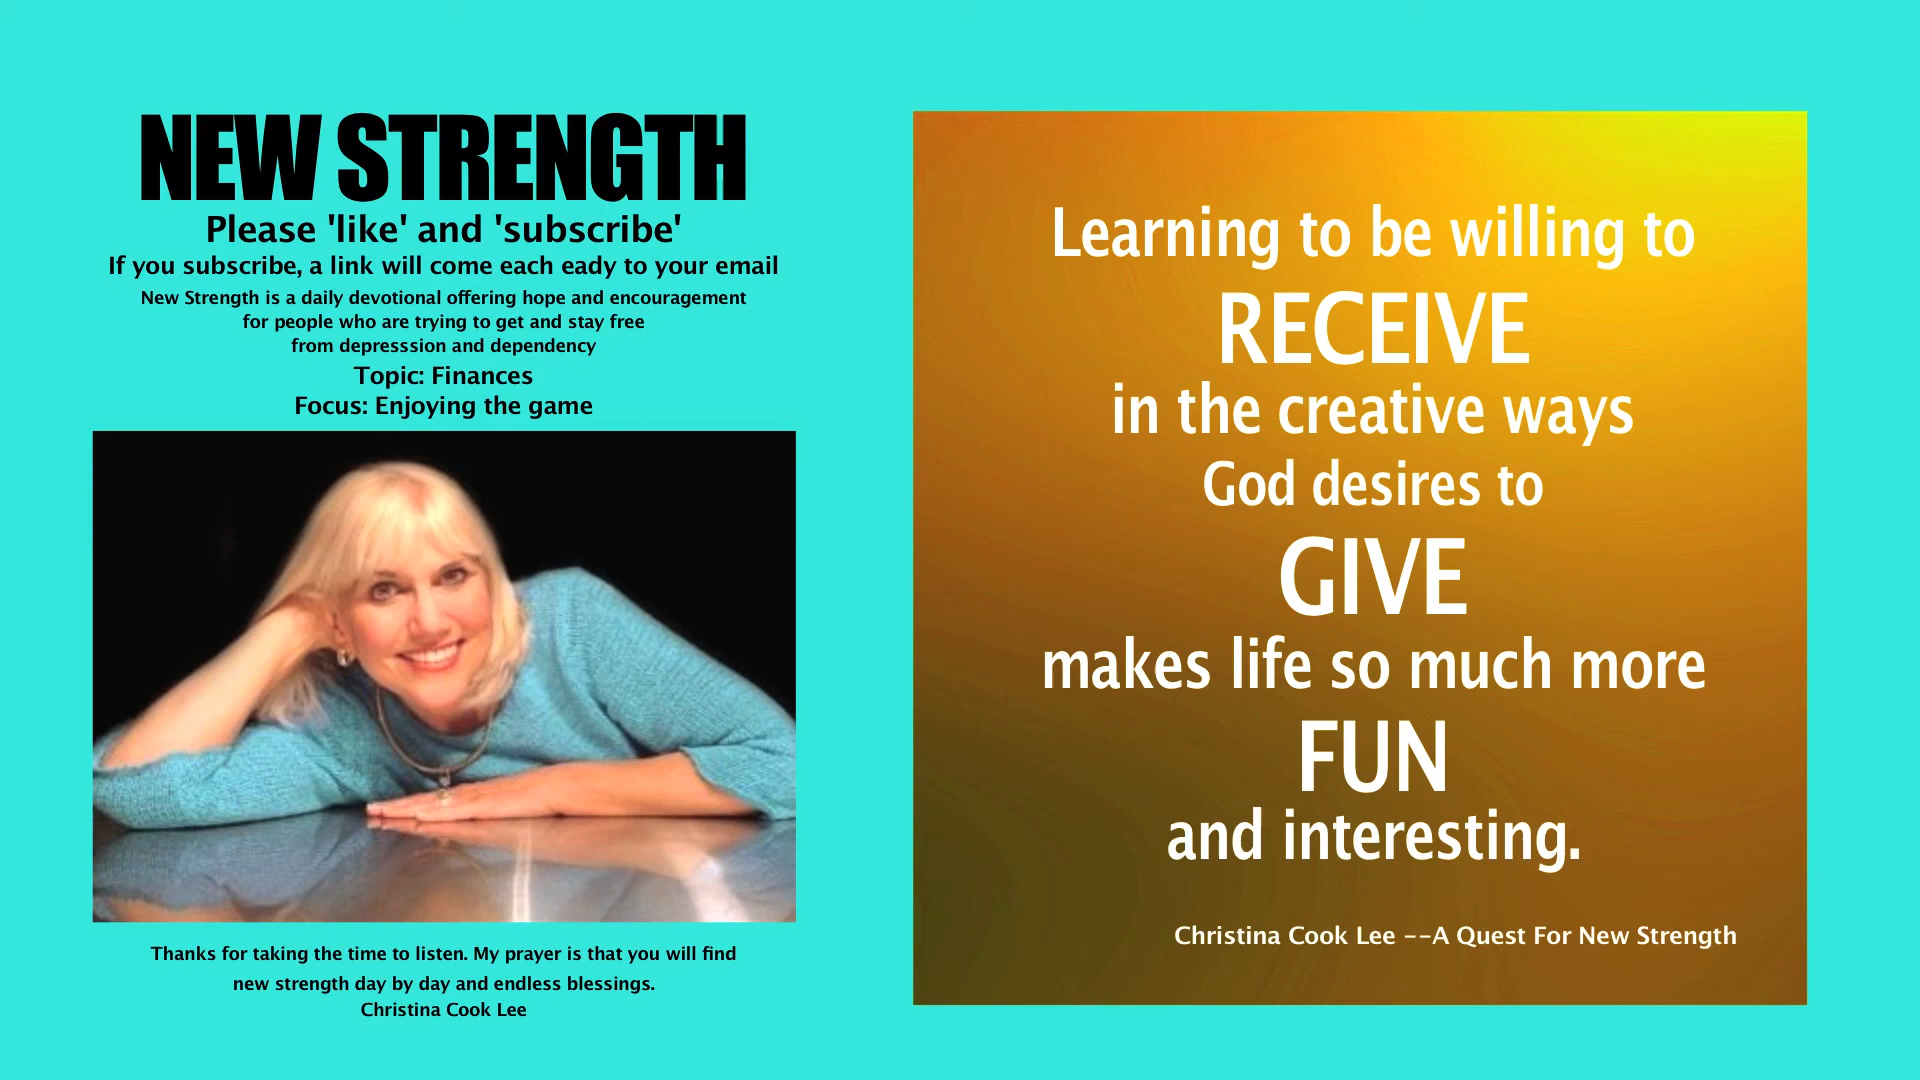 NEW STRENGTH
Please 'like' and 'subscribe'
If you subscribe, a link will come each eady to your email
New Strength is a daily devotional offering hope and encouragement
for people who are trying to get and stay free
from depresssion and dependency
Topic: Finances
Focus: Enjoying the game
Thanks for taking the time to listen. My prayer is that you will find
new strength day by day and endless blessings.
Christina Cook Lee
Learning to be willing to
RECEIVE
in the creative ways
God desires to
GIVE
makes life so much more
FUN
and interesting.
Christina Cook Lee --A Quest For New Strength